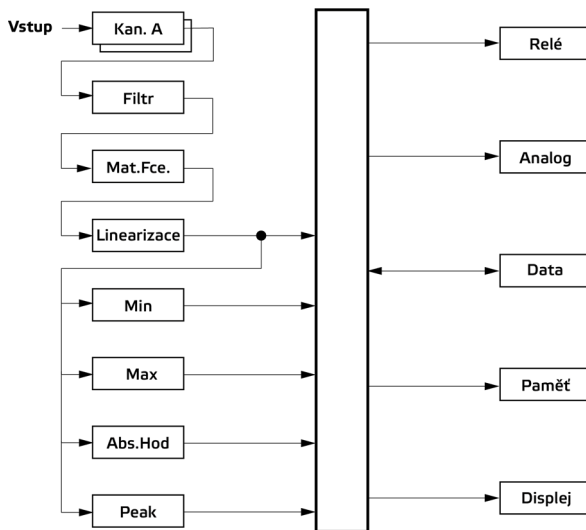 Vstup
Kan. A
Filtr
Mat.Fce.
Linearizace
Min
Max
Abs.Hod
Peak
Relé
Analog
Data
Paměť
Displej